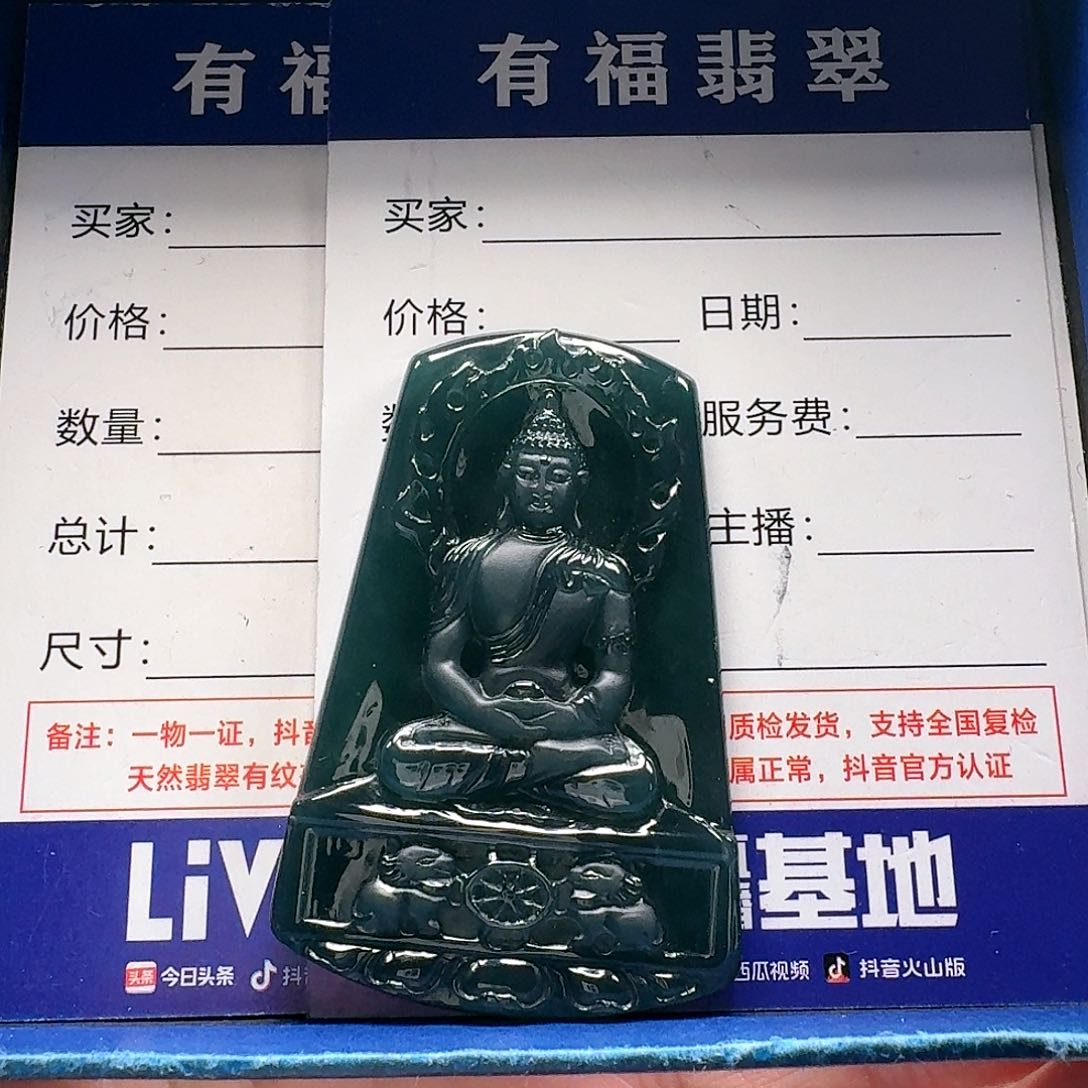 有福
有福翡翠
买家:
价格:
数量:
总计:
尺寸:
备注: 一物一证, 抖音
天然翡翠有纹
LiV
头条 今日头条 抖
买家:
价格: 日期:
服务费:
主播:
质检发货, 支持全国复检
属正常, 抖音官方认证
基地
西瓜视频 抖音火山版